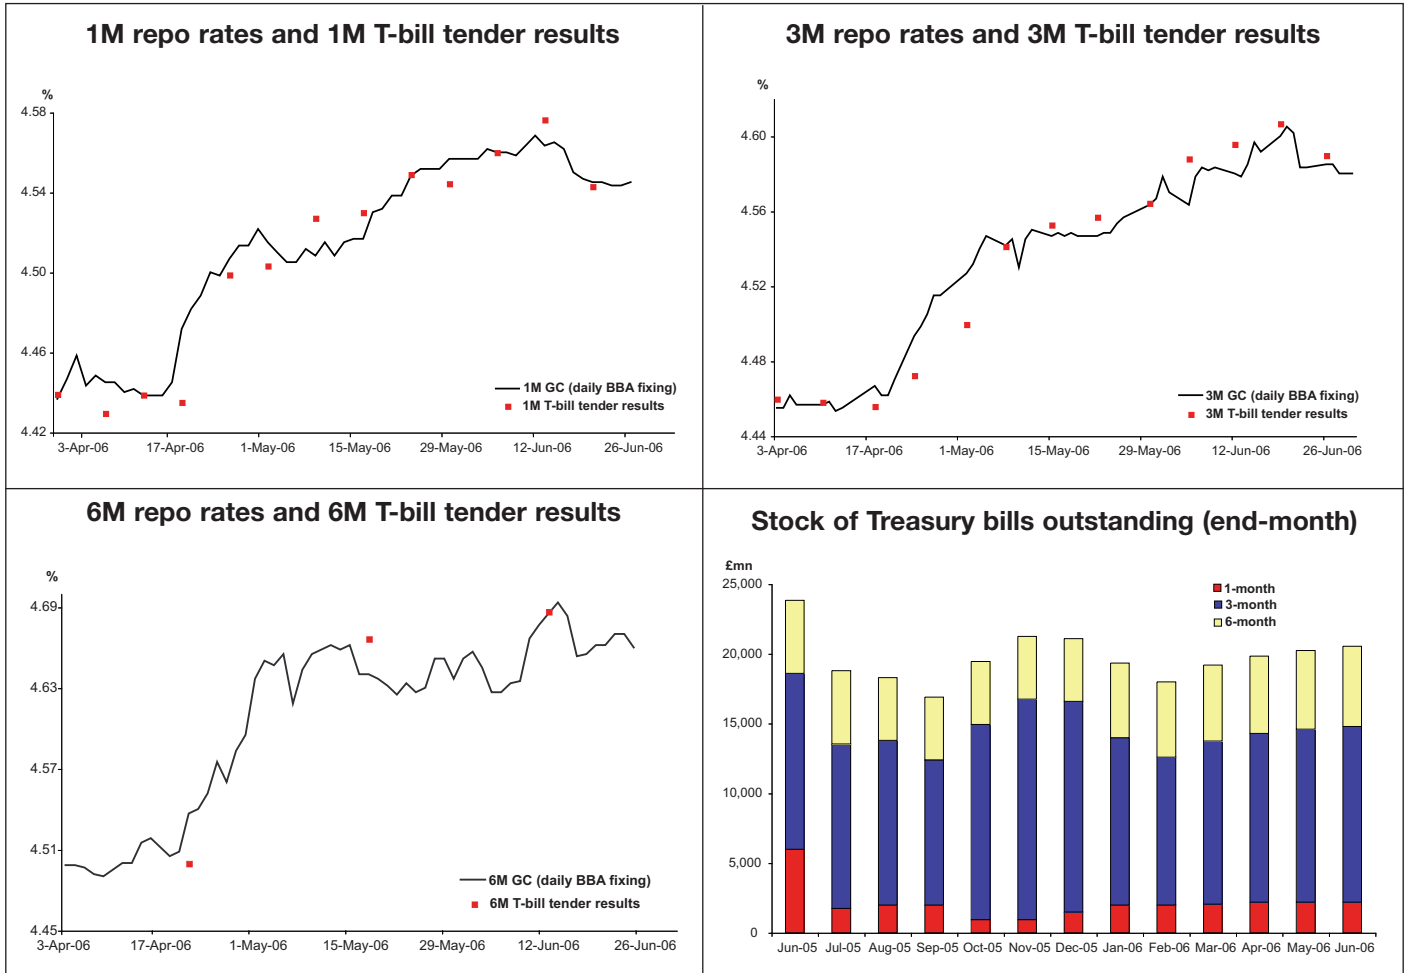 1M repo rates and 1M T-bill tender results
%
4.58
4.54
4.50
4.46
4.42
1M GC (daily BBA fixing)
1M T-bill tender results
3-Apr-06 17-Apr-06 1-May-06 15-May-06 29-May-06 12-Jun-06 26-Jun-06
3M repo rates and 3M T-bill tender results
%
4.60
4.56
4.52
4.48
4.44
3M GC (daily BBA fixing)
3M T-bill tender results
3-Apr-06 17-Apr-06 1-May-06 15-May-06 29-May-06 12-Jun-06 26-Jun-06
6M repo rates and 6M T-bill tender results
%
4.69
4.63
4.57
4.51
4.45
6M GC (daily BBA fixing)
6M T-bill tender results
3-Apr-06 17-Apr-06 1-May-06 15-May-06 29-May-06 12-Jun-06 26-Jun-06
Stock of Treasury bills outstanding (end-month)
£mn
25,000
20,000
15,000
10,000
5,000
0
1-month
3-month
6-month
Jun-05 Jul-05 Aug-05 Sep-05 Oct-05 Nov-05 Dec-05 Jan-06 Feb-06 Mar-06 Apr-06 May-06 Jun-06